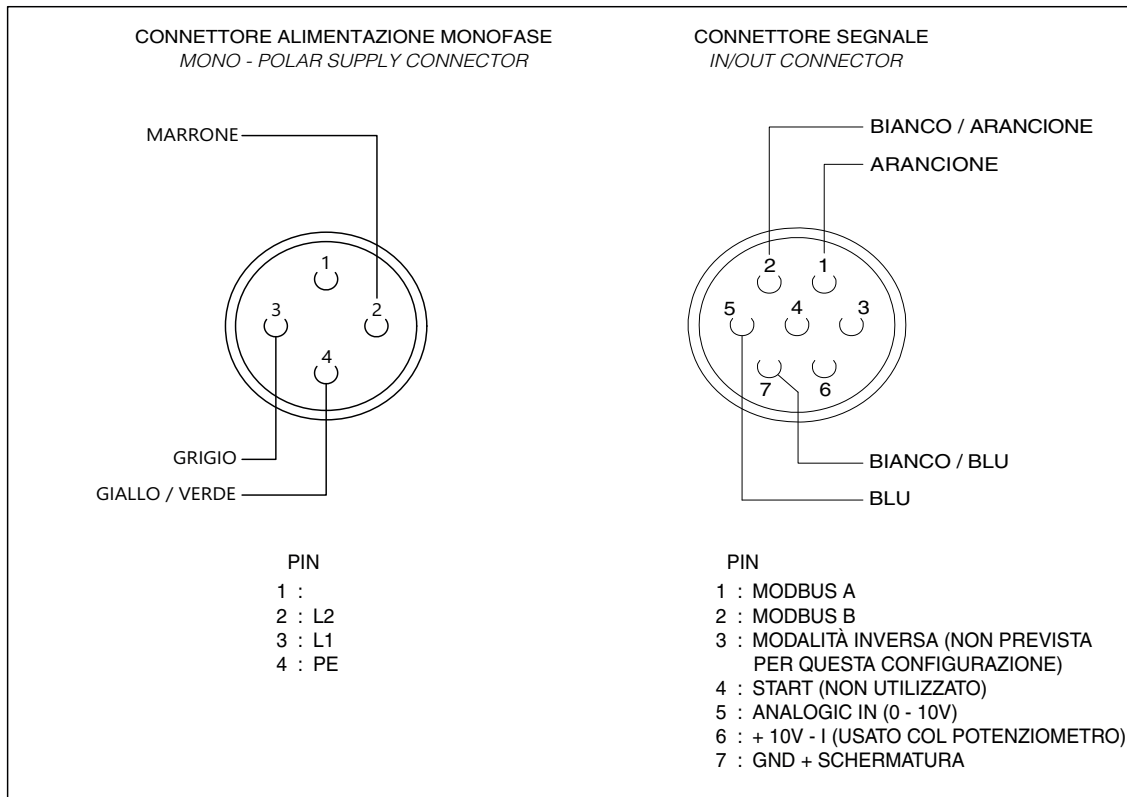 CONNETTORE ALIMENTAZIONE MONOFASE
MONO - POLAR SUPPLY CONNECTOR
MARRONE
1
3
2
4
GRIGIO
GIALLO / VERDE
PIN
1 :
2 : L2
3 : L1
4 : PE
CONNETTORE SEGNALE
IN/OUT CONNECTOR
BIANCO / ARANCIONE
ARANCIONE
2
1
5
4
3
7
6
BIANCO / BLU
BLU
PIN
1 : MODBUS A
2 : MODBUS B
3 : MODALITÀ INVERSA (NON PREVISTA
PER QUESTA CONFIGURAZIONE)
4 : START (NON UTILIZZATO)
5 : ANALOGIC IN (0 - 10V)
6 : + 10V - I (USATO COL POTENZIOMETRO)
7 : GND + SCHERMATURA